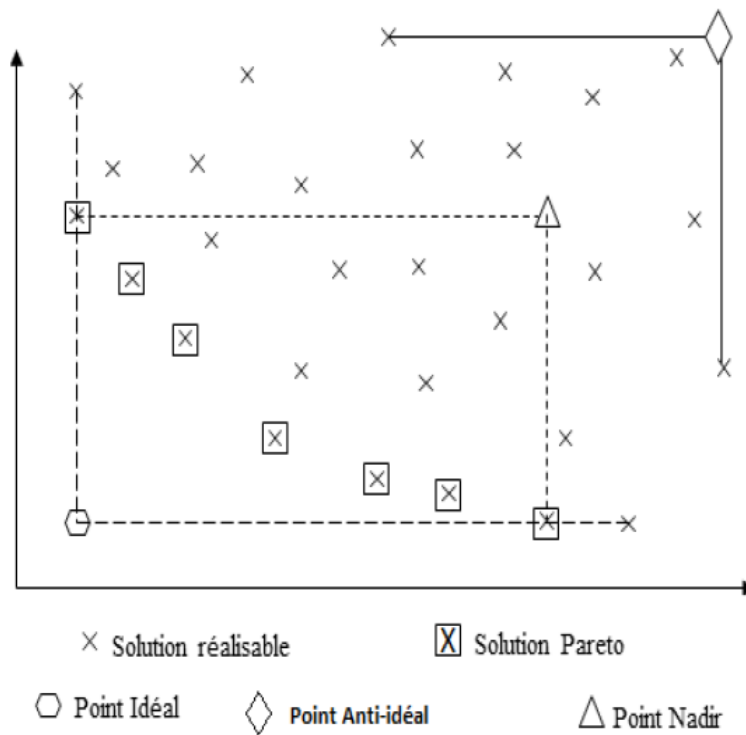 Solution réalisable
Solution Pareto
Point Idéal
Point Anti-idéal
Point Nadir